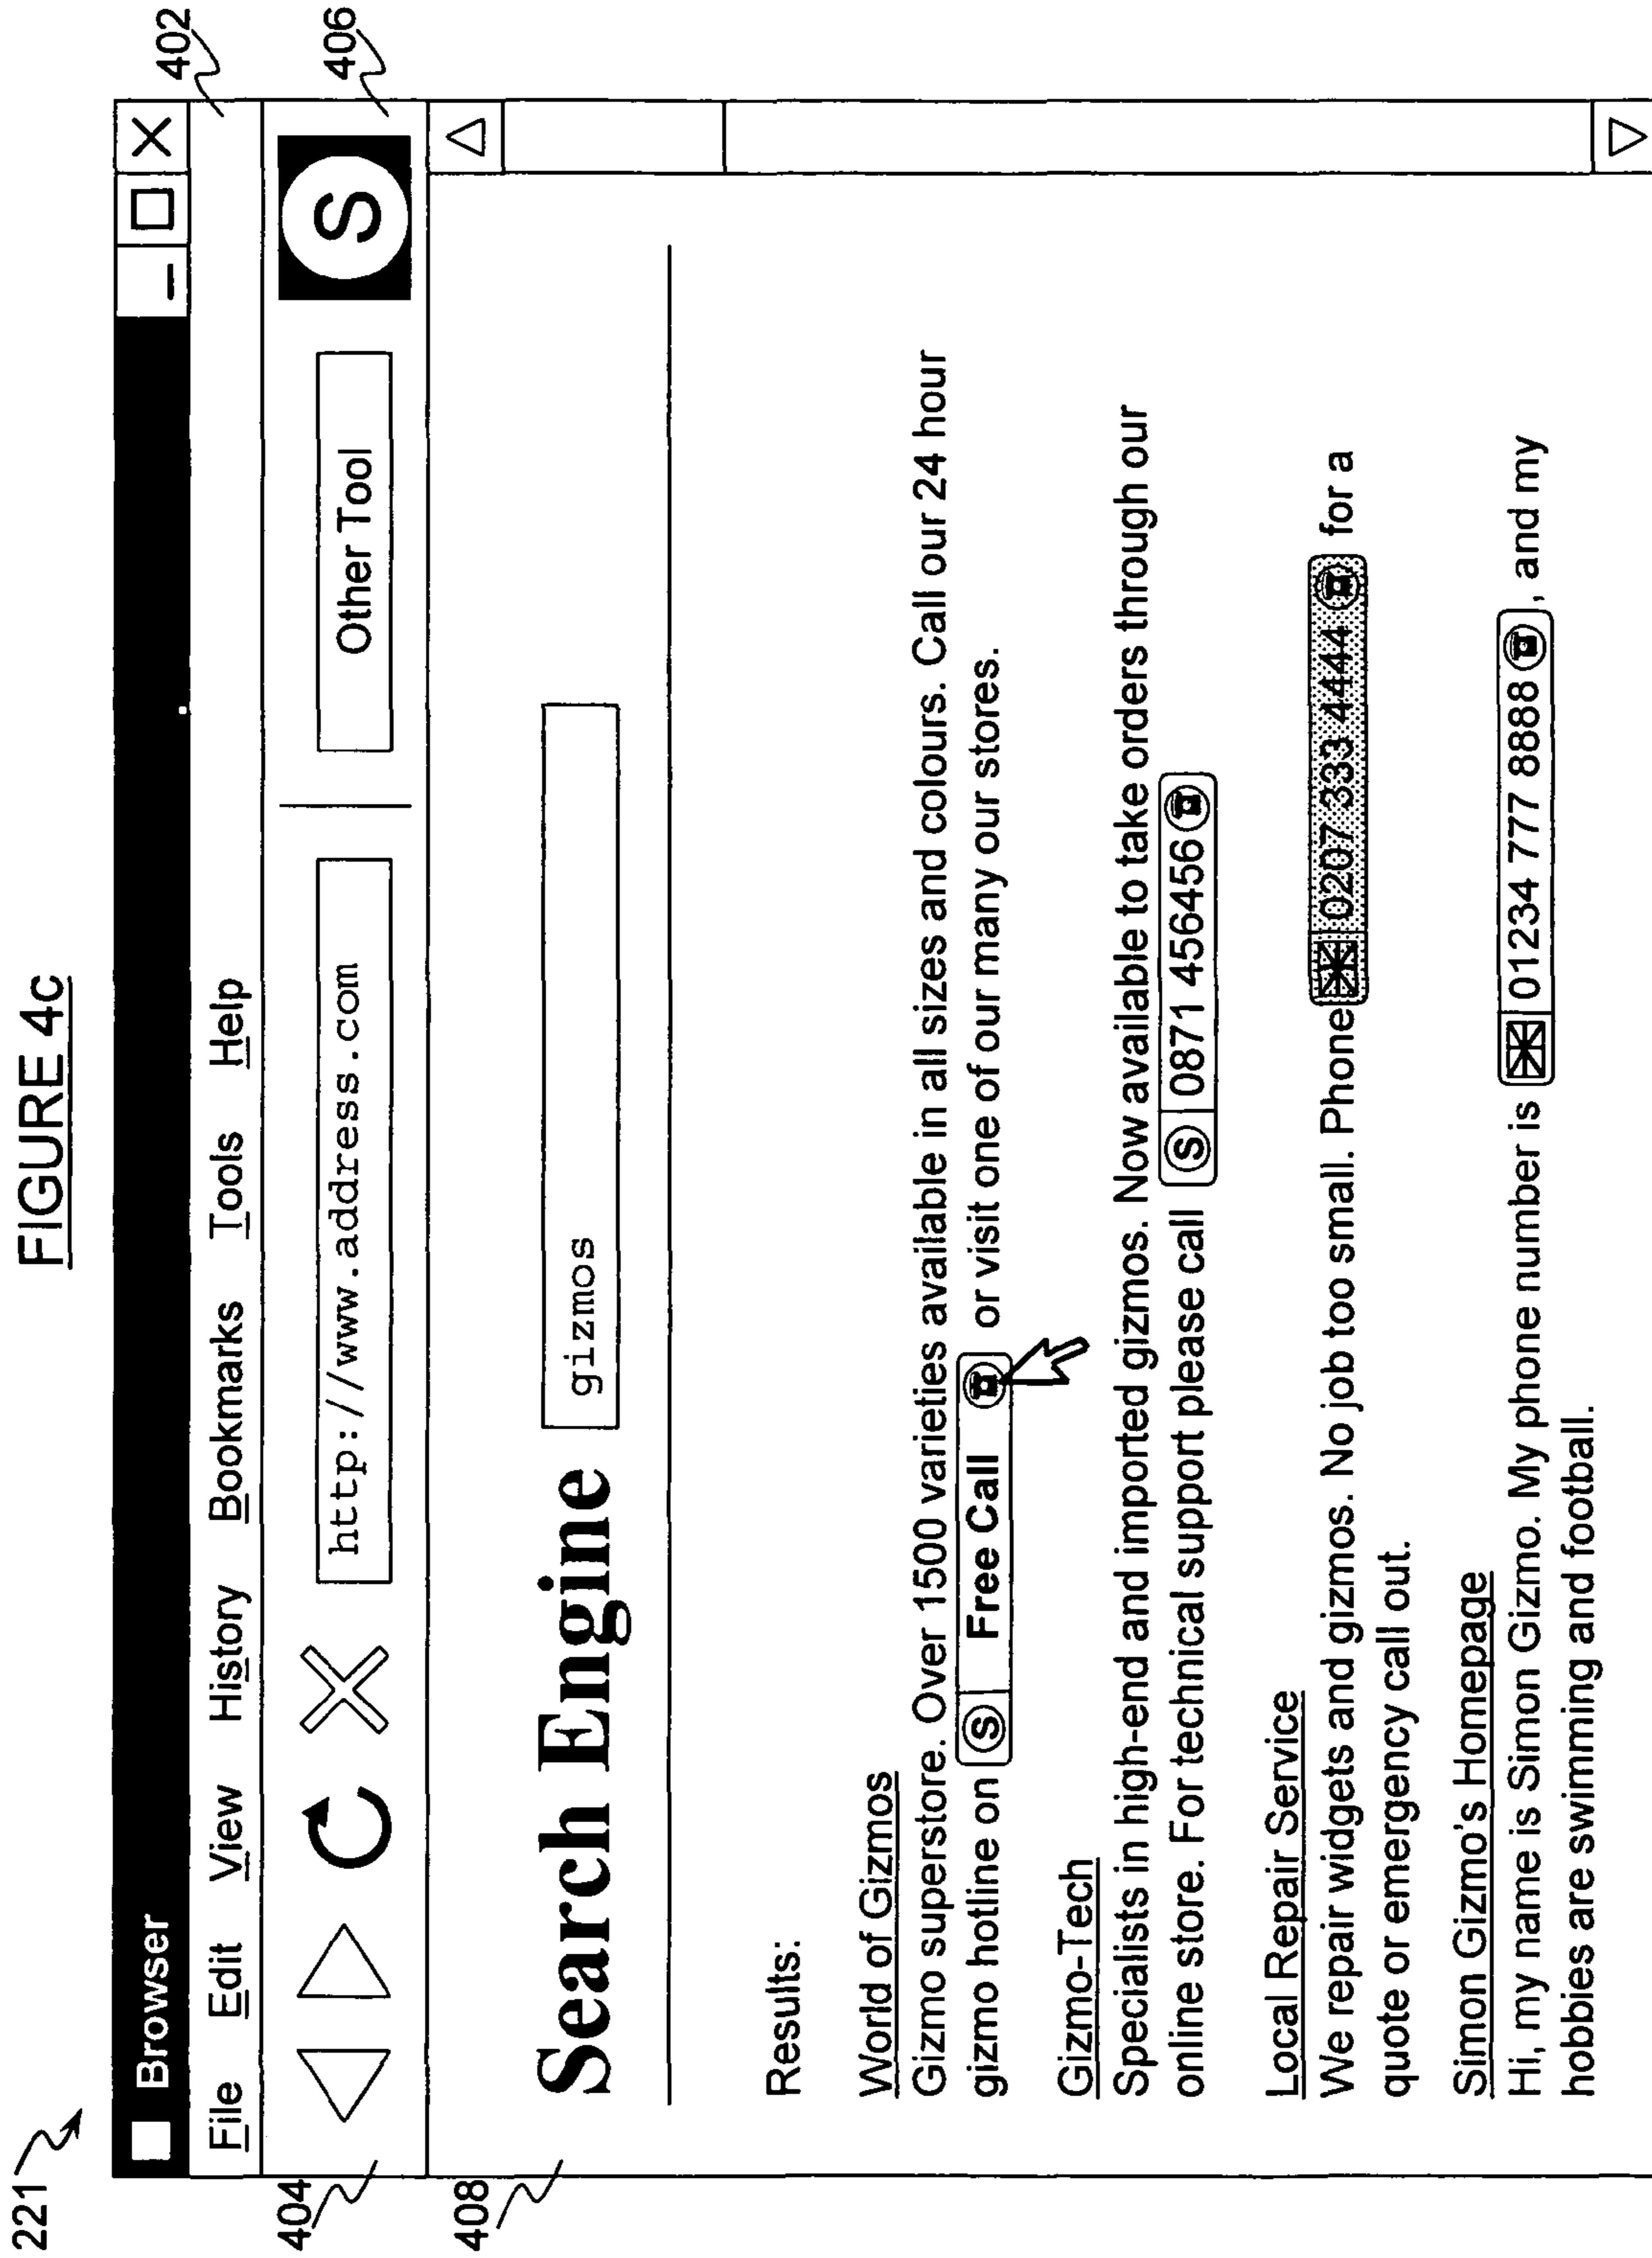 FIGURE 4c
221
Browser
402
File Edit View History Bookmarks Tools Help
404
http://www.address.com
Other Tool
S
406
408
Search Engine
gizmos
Results:
World of Gizmos
Gizmo superstore. Over 1500 varieties available in all sizes and colours. Call our 24 hour
gizmo hotline on S Free Call or visit one of our many our stores.
Gizmo-Tech
Specialists in high-end and imported gizmos. Now available to take orders through our
online store. For technical support please call S 0871 456456
Local Repair Service
We repair widgets and gizmos. No job too small. Phone 0207 333 4444 for a
quote or emergency call out.
Simon Gizmo's Homepage
Hi, my name is Simon Gizmo. My phone number is 01234 777 8888, and my
hobbies are swimming and football.